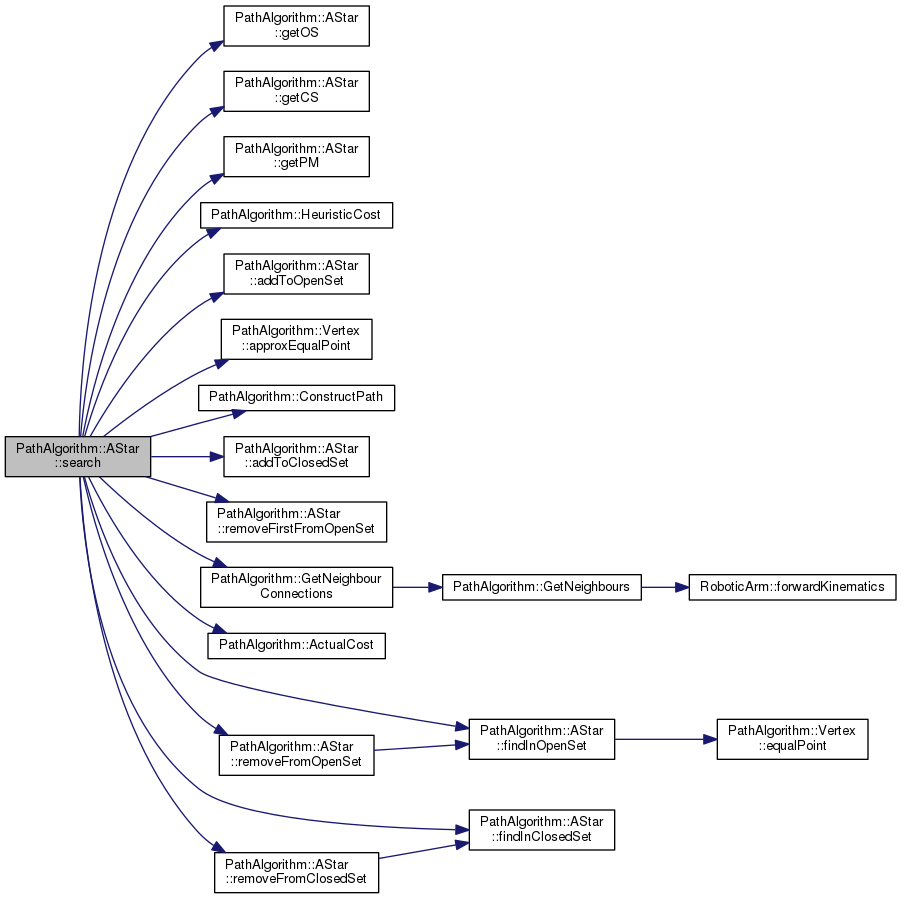 PathAlgorithm::AStar
::getOS
PathAlgorithm::AStar
::getCS
PathAlgorithm::AStar
::getPM
PathAlgorithm::HeuristicCost
PathAlgorithm::AStar
::addToOpenSet
PathAlgorithm::Vertex
::approxEqualPoint
PathAlgorithm::ConstructPath
PathAlgorithm::AStar
::search
PathAlgorithm::AStar
::addToClosedSet
PathAlgorithm::AStar
::removeFirstFromOpenSet
PathAlgorithm::GetNeighbour
Connections
PathAlgorithm::GetNeighbours
RoboticArm::forwardKinematics
PathAlgorithm::ActualCost
PathAlgorithm::AStar
::findInOpenSet
PathAlgorithm::Vertex
::equalPoint
PathAlgorithm::AStar
::removeFromOpenSet
PathAlgorithm::AStar
::findInClosedSet
PathAlgorithm::AStar
::removeFromClosedSet